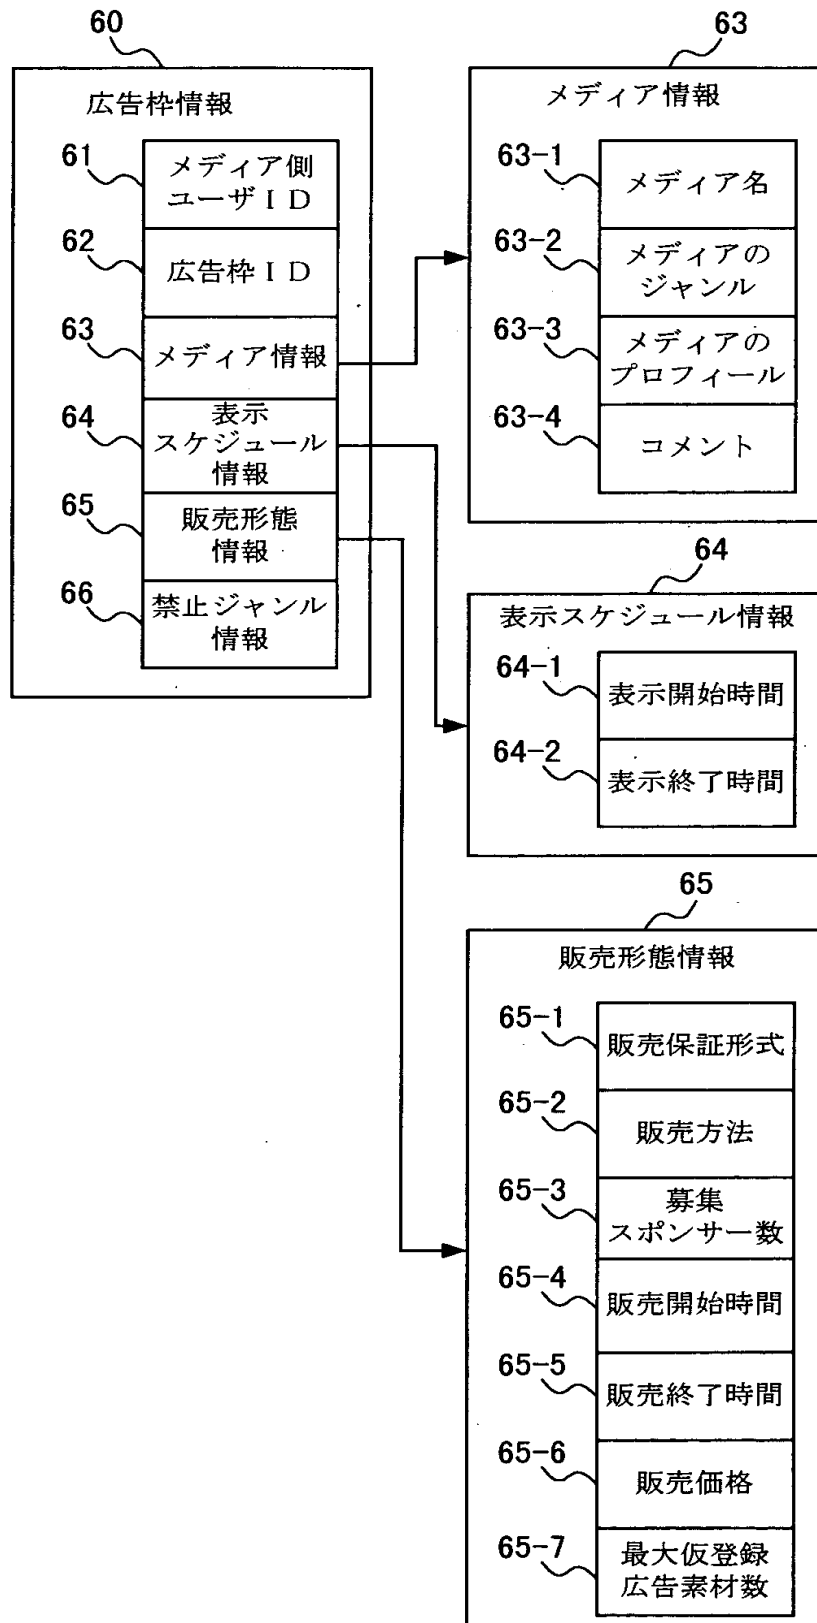 60
広告枠情報
61
メディア側
ユーザID
62
広告枠ID
63
メディア情報
64
表示
スケジュール
情報
65
販売形態
情報
66
禁止ジャンル
情報
63
メディア情報
63-1
メディア名
63-2
メディアの
ジャンル
63-3
メディアの
プロフィール
63-4
コメント
64
表示スケジュール情報
64-1
表示開始時間
64-2
表示終了時間
65
販売形態情報
65-1
販売保証形式
65-2
販売方法
65-3
募集
スポンサー数
65-4
販売開始時間
65-5
販売終了時間
65-6
販売価格
65-7
最大仮登録
広告素材数